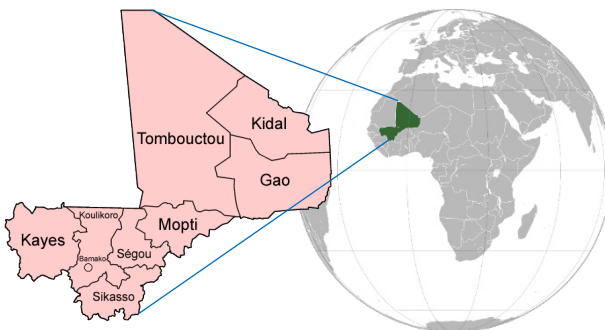 Kidal
Tombouctou
Gao
Koulikoro
Mopti
Kayes
Ségou
Bamako
Sikasso